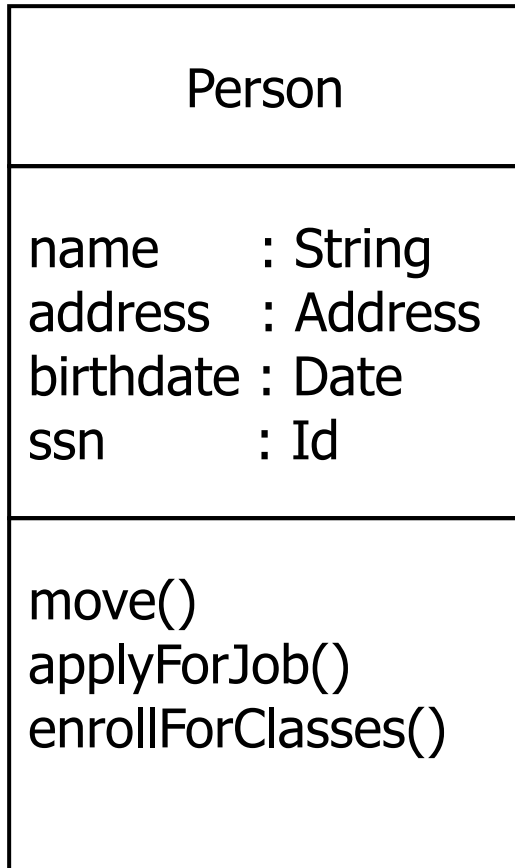 Person
name : String
address : Address
birthdate : Date
ssn : Id
move()
applyForJob()
enrollForClasses()